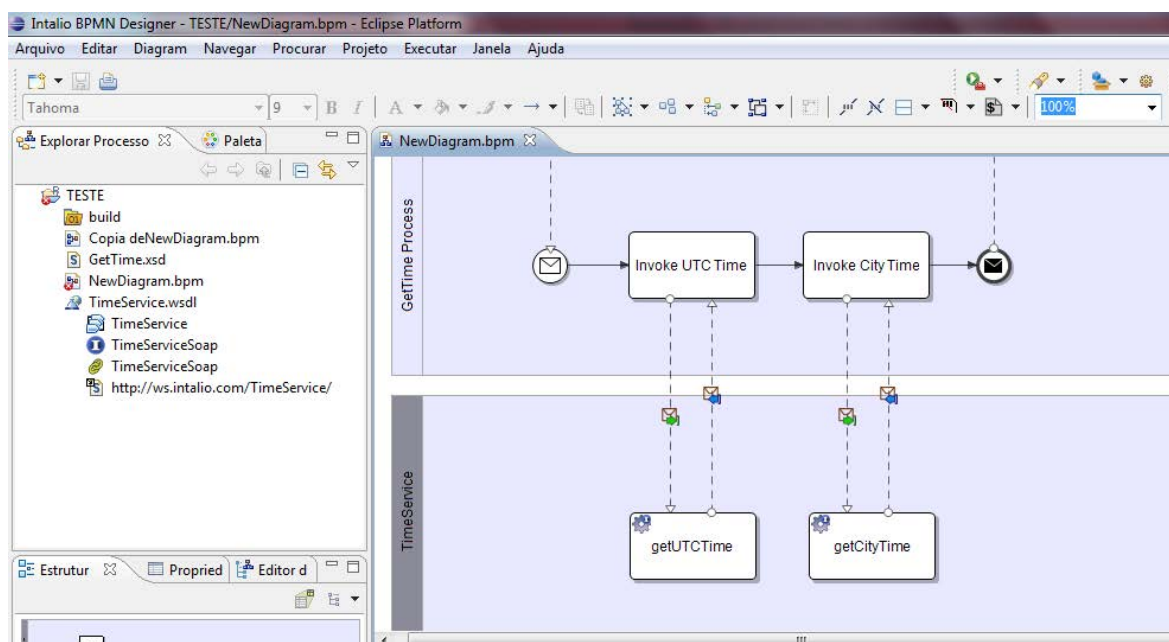 Intalio BPMN Designer - TESTE/NewDiagram.bpm - Eclipse Platform
Arquivo Editar Diagram Navegar Procurar Projeto Executar Janela Ajuda
Tahoma 9 B I A 100%
Explorar Processo Paleta
TESTE
build
Copia deNewDiagram.bpm
GetTime.xsd
NewDiagram.bpm
TimeService.wsdl
TimeService
TimeServiceSoap
TimeServiceSoap
http://ws.intalio.com/TimeService/
Estrutur Propried Editor d
NewDiagram.bpm
GetTime Process
Invoke UTC Time
Invoke City Time
TimeService
getUTCTime
getCityTime